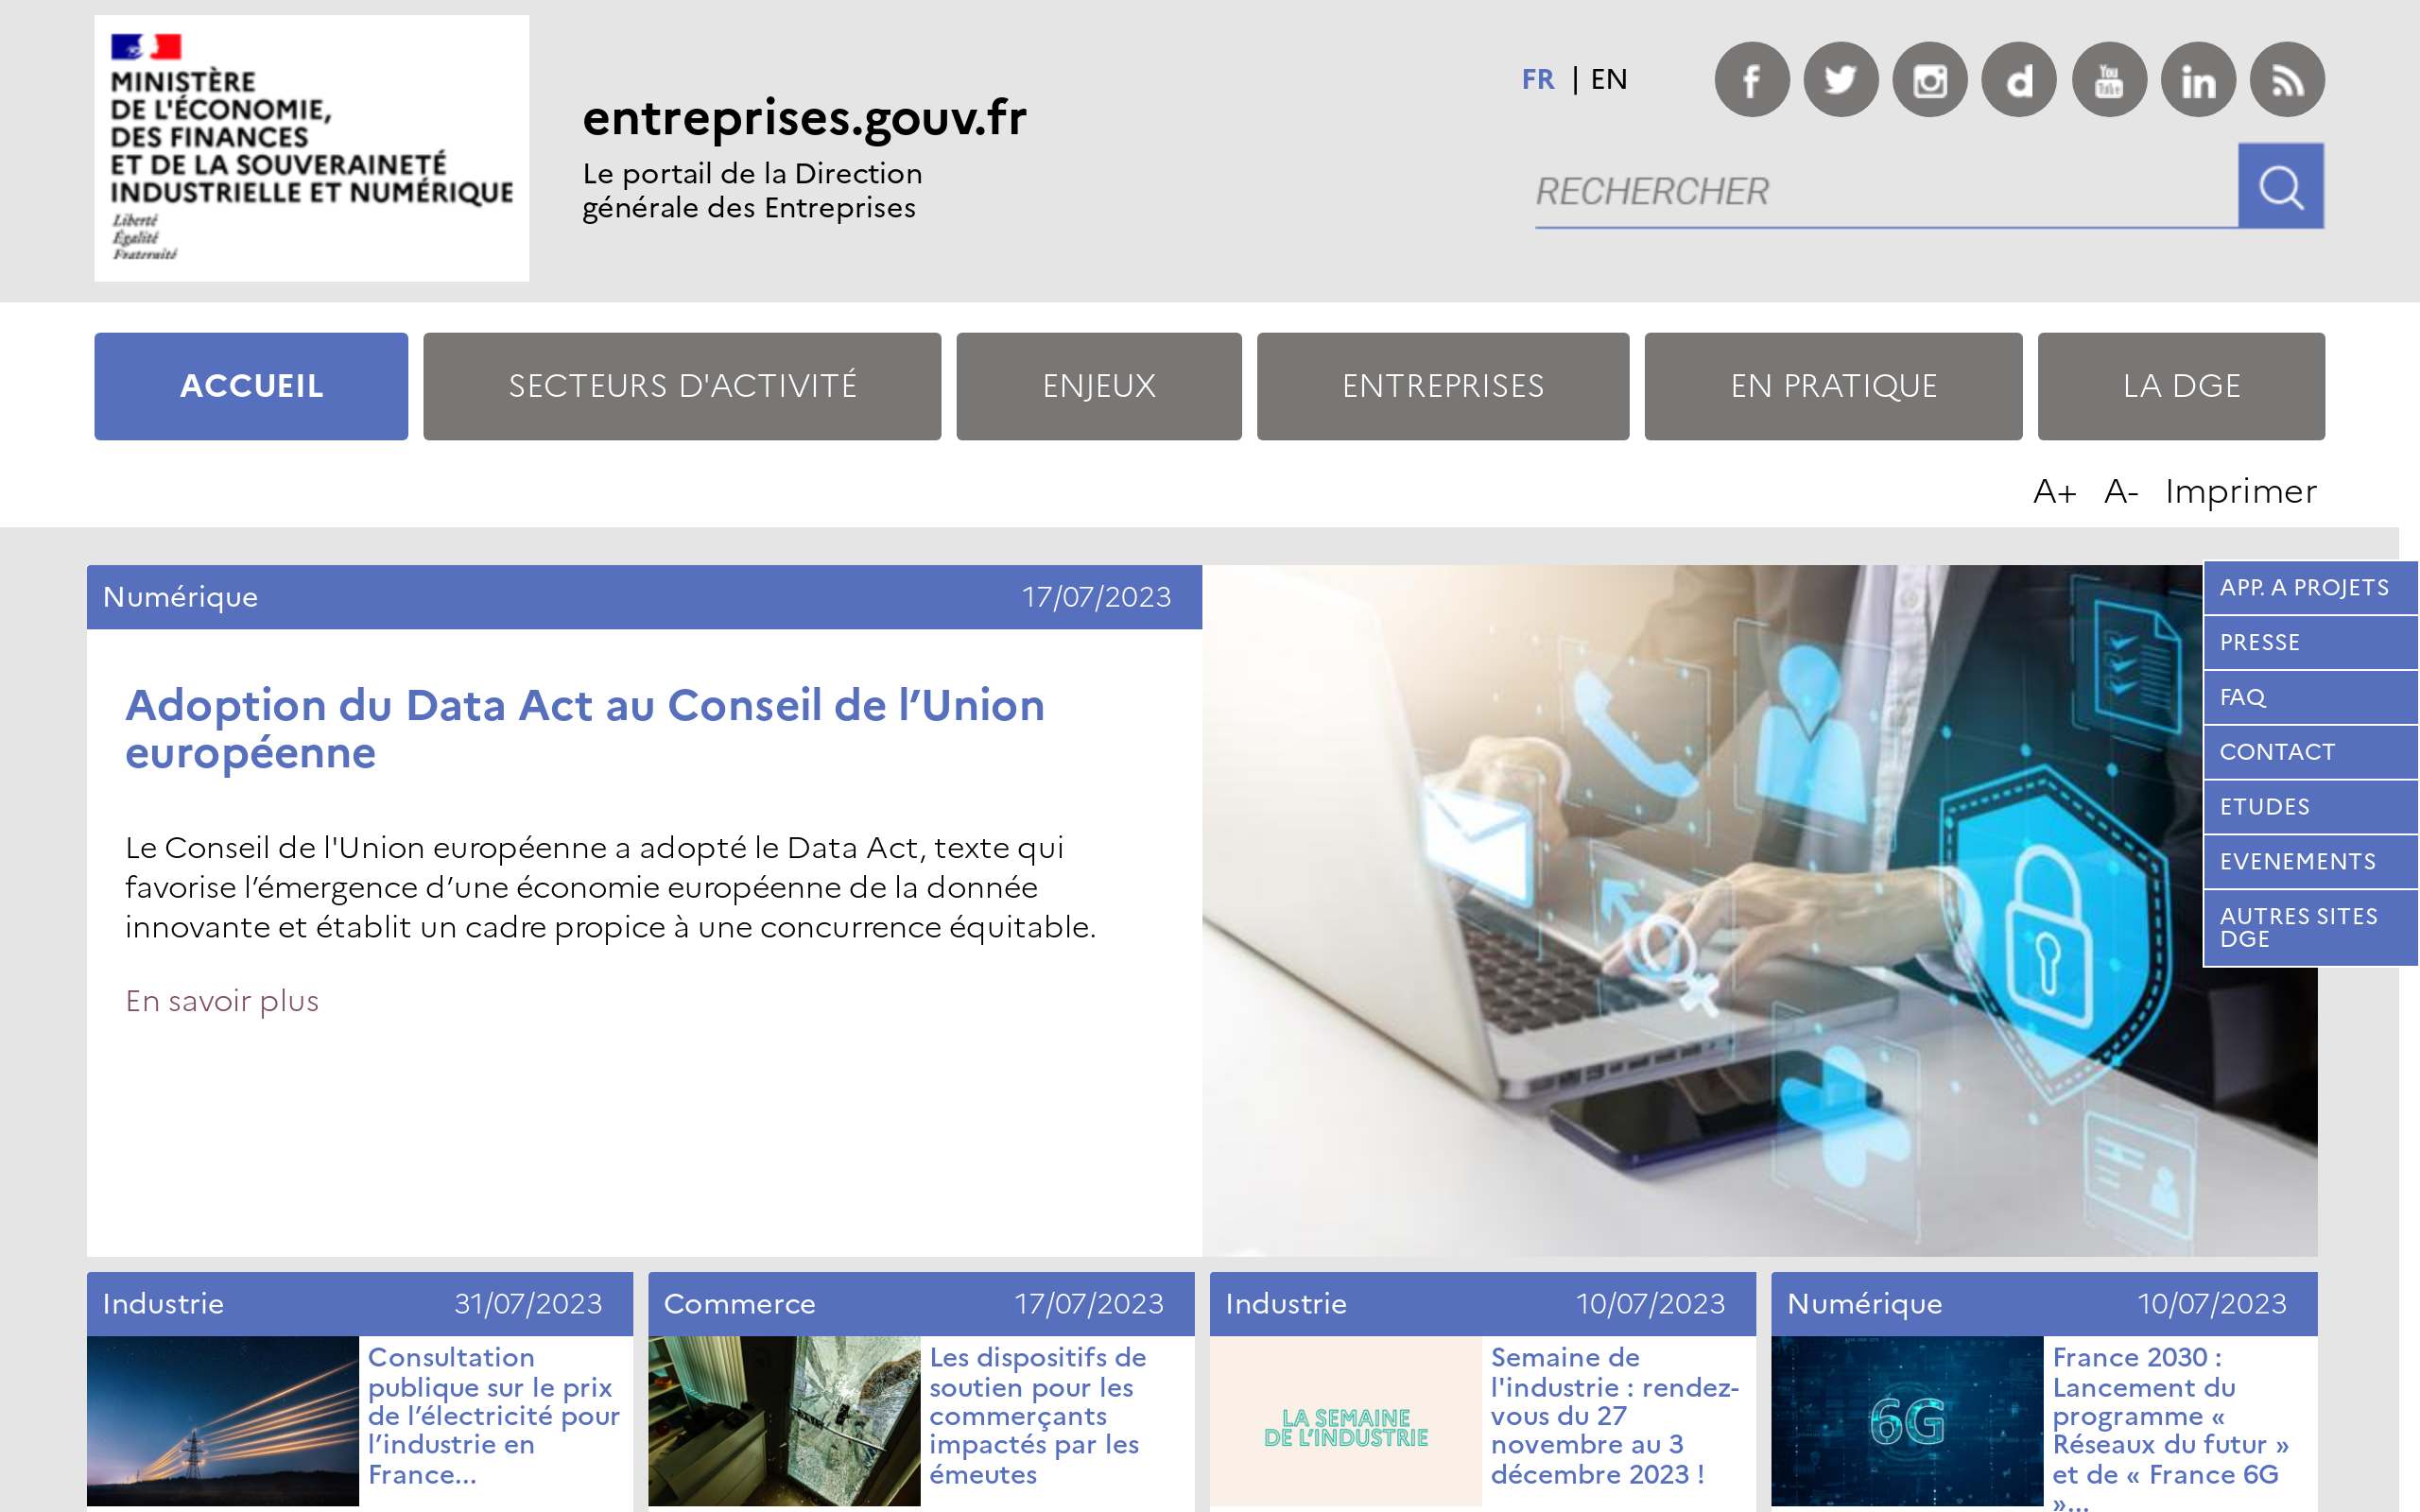 MINISTÈRE
DE L'ÉCONOMIE,
DES FINANCES
ET DE LA SOUVERAINETÉ
INDUSTRIELLE ET NUMÉRIQUE
Liberté
Égalité
Fraternité
entreprises.gouv.fr
Le portail de la Direction
générale des Entreprises
FR | EN
You
Tube
RECHERCHER
ACCUEIL
SECTEURS D'ACTIVITÉ
ENJEUX
ENTREPRISES
EN PRATIQUE
LA DGE
A+ A- Imprimer
Numérique 17/07/2023
Adoption du Data Act au Conseil de l’Union
européenne
Le Conseil de l'Union européenne a adopté le Data Act, texte qui
favorise l’émergence d’une économie européenne de la donnée
innovante et établit un cadre propice à une concurrence équitable.
En savoir plus
APP. A PROJETS
PRESSE
FAQ
CONTACT
ETUDES
EVENEMENTS
AUTRES SITES
DGE
Industrie 31/07/2023
Consultation
publique sur le prix
de l’électricité pour
l’industrie en
France...
Commerce 17/07/2023
Les dispositifs de
soutien pour les
commerçants
impactés par les
émeutes
Industrie 10/07/2023
LA SEMAINE
DE L'INDUSTRIE
Semaine de
l'industrie : rendez-
vous du 27
novembre au 3
décembre 2023 !
Numérique 10/07/2023
6G
France 2030 :
Lancement du
programme «
Réseaux du futur »
et de « France 6G
»...